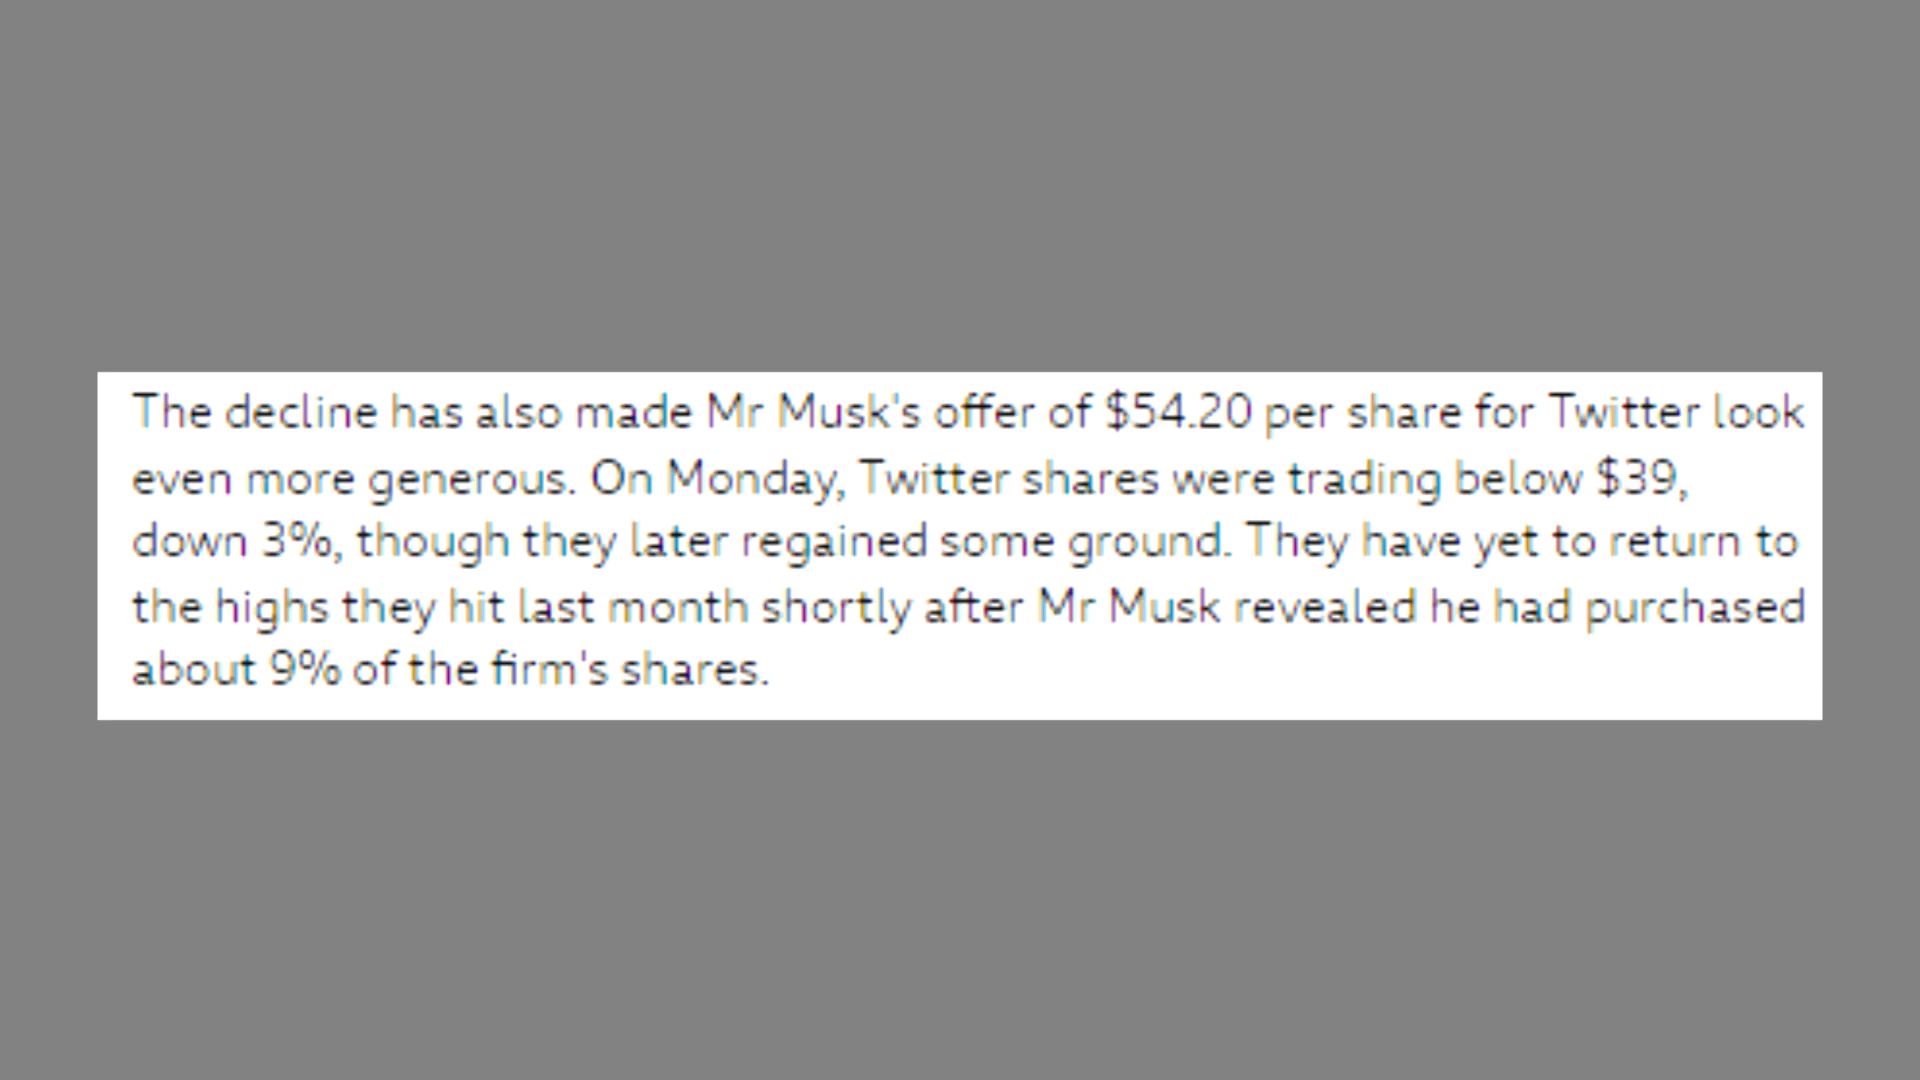 The decline has also made Mr Musk's offer of $54.20 per share for Twitter look
even more generous. On Monday, Twitter shares were trading below $39,
down 3%, though they later regained some ground. They have yet to return to
the highs they hit last month shortly after Mr Musk revealed he had purchased
about 9% of the firm's shares.